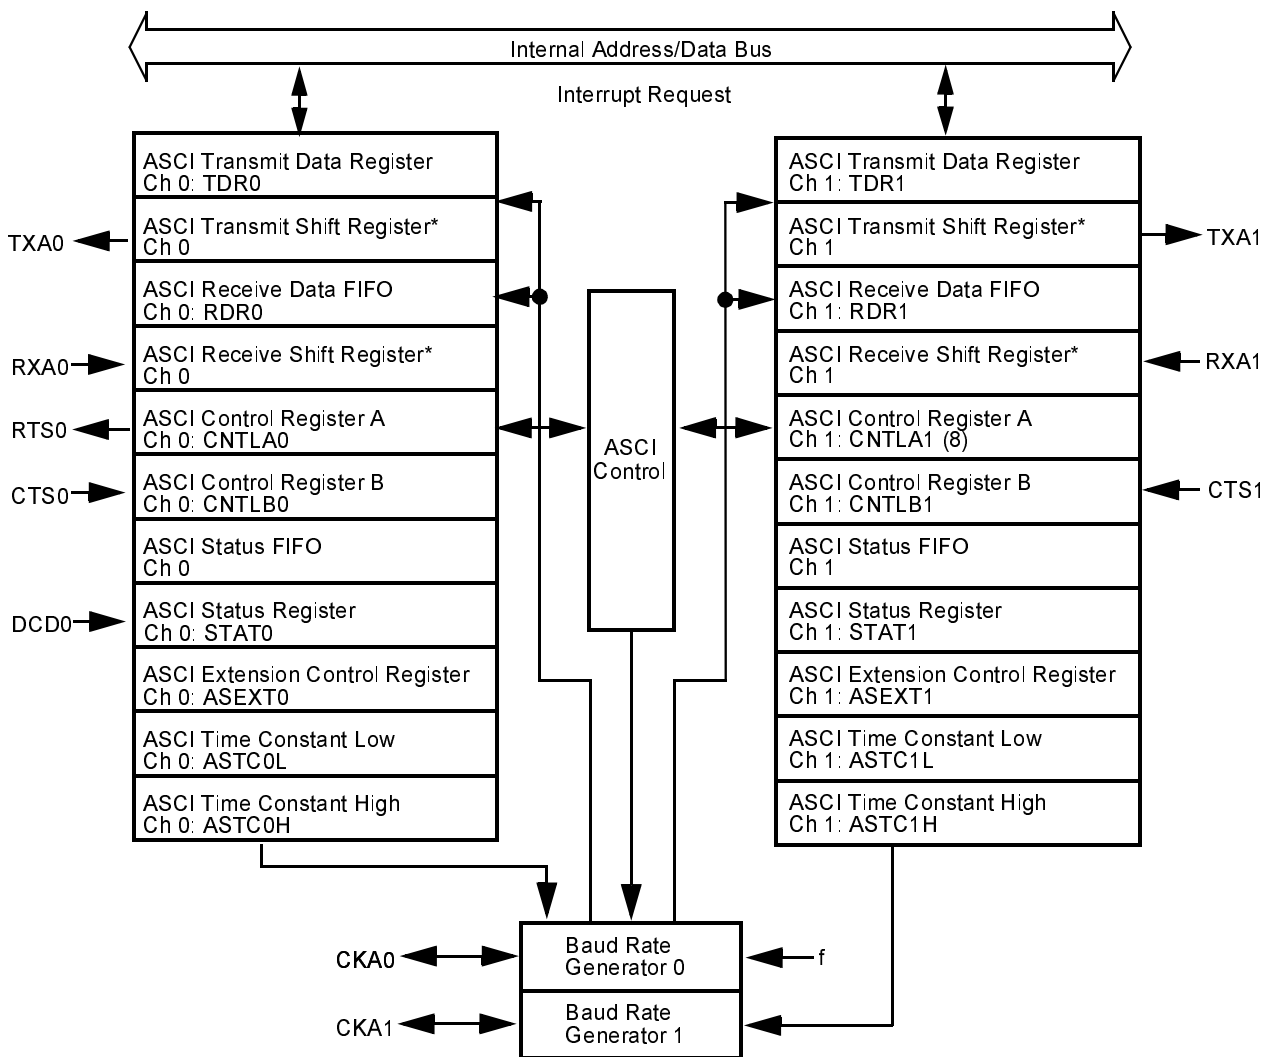 Internal Address/Data Bus
Interrupt Request
ASCI Transmit Data Register
Ch 0: TDR0
ASCI Transmit Shift Register*
Ch 0
ASCI Receive Data FIFO
Ch 0: RDR0
ASCI Receive Shift Register*
Ch 0
ASCI Control Register A
Ch 0: CNTLA0
ASCI Control Register B
Ch 0: CNTLB0
ASCI Status FIFO
Ch 0
ASCI Status Register
Ch 0: STAT0
ASCI Extension Control Register
Ch 0: ASEXT0
ASCI Time Constant Low
Ch 0: ASTC0L
ASCI Time Constant High
Ch 0: ASTC0H
TXA0
RXA0
RTS0
CTS0
DCD0
ASCI
Control
ASCI Transmit Data Register
Ch 1: TDR1
ASCI Transmit Shift Register*
Ch 1
ASCI Receive Data FIFO
Ch 1: RDR1
ASCI Receive Shift Register*
Ch 1
ASCI Control Register A
Ch 1: CNTLA1 (8)
ASCI Control Register B
Ch 1: CNTLB1
ASCI Status FIFO
Ch 1
ASCI Status Register
Ch 1: STAT1
ASCI Extension Control Register
Ch 1: ASEXT1
ASCI Time Constant Low
Ch 1: ASTC1L
ASCI Time Constant High
Ch 1: ASTC1H
TXA1
RXA1
CTS1
CKA0
Baud Rate
Generator 0
f
CKA1
Baud Rate
Generator 1